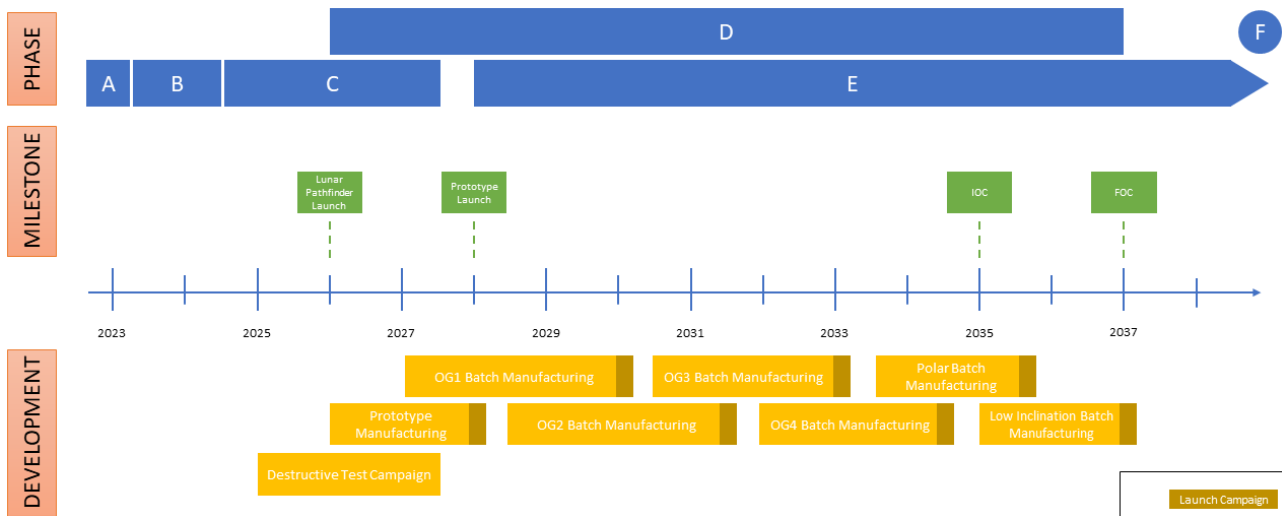 PHASE
D
F
A
B
C
E
MILESTONE
Lunar
Pathfinder
Launch
Prototype
Launch
IOC
FOC
2023
2025
2027
2029
2031
2033
2035
2037
DEVELOPMENT
OG1 Batch Manufacturing
OG3 Batch Manufacturing
Polar Batch
Manufacturing
Prototype
Manufacturing
OG2 Batch Manufacturing
OG4 Batch Manufacturing
Low Inclination Batch
Manufacturing
Destructive Test Campaign
Launch Campaign